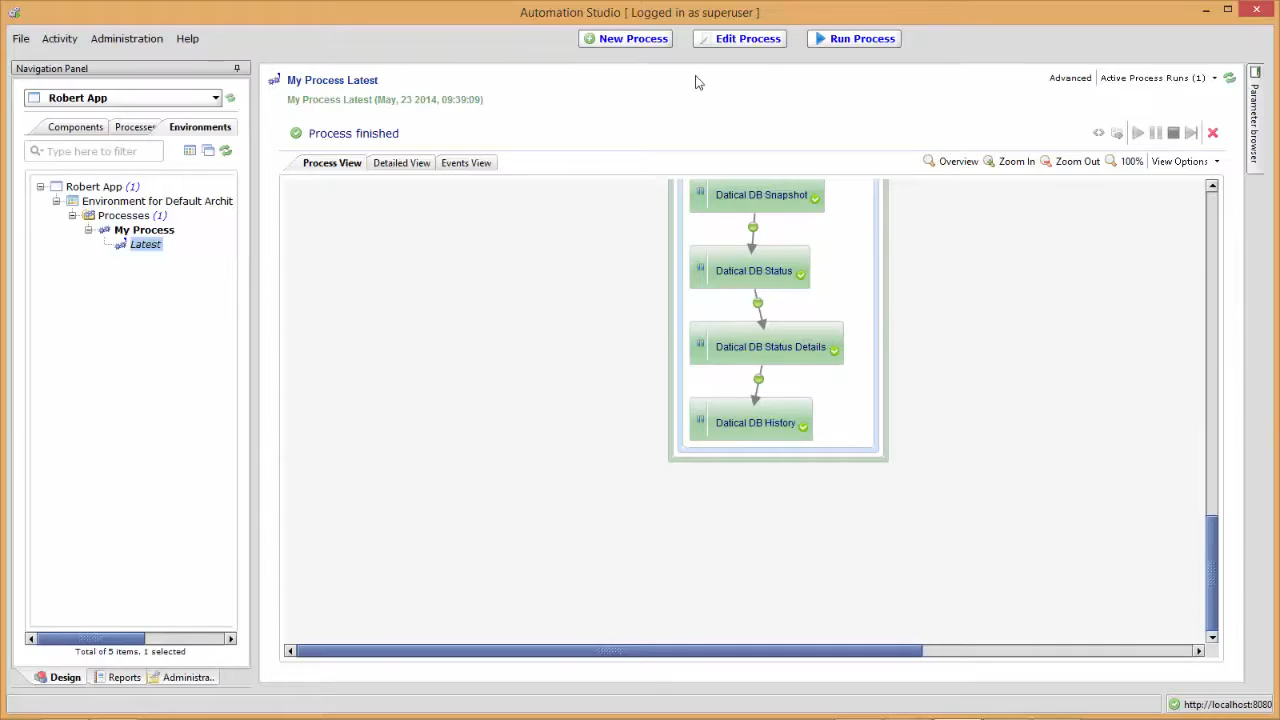 Automation Studio [ Logged in as superuser ]
File Activity Administration Help
New Process Edit Process Run Process
Navigation Panel
Robert App
Components Processes Environments
Type here to filter
Robert App (1)
Environment for Default Archit
Processes (1)
My Process
Latest
Total of 5 items, 1 selected
Design Reports Administra..
My Process Latest
Advanced Active Process Runs (1)
My Process Latest (May, 23 2014, 09:39:09)
Process finished
Process View Detailed View Events View
Overview Zoom In Zoom Out 100% View Options
Datical DB Snapshot
Datical DB Status
Datical DB Status Details
Datical DB History
Parameter browser
http://localhost:8080